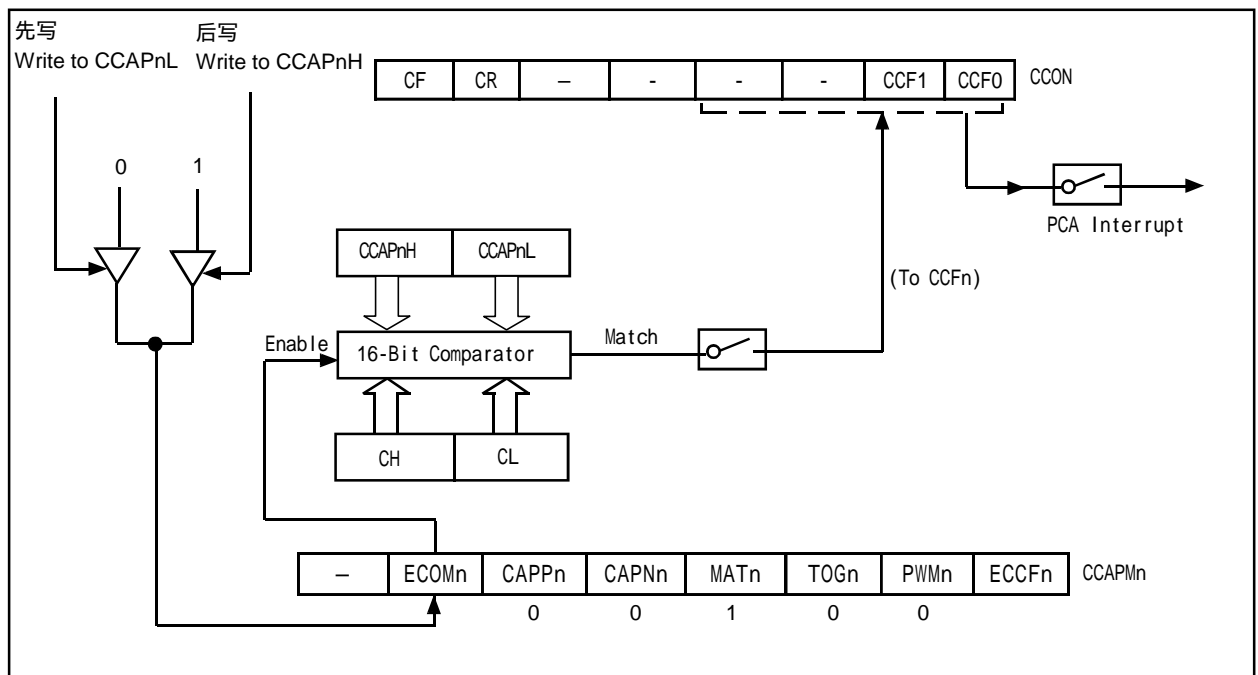 先写 后写
Write to CCAPnL Write to CCAPnH
CF CR – - - - CCF1 CCF0 CCON
0 1
PCA Interrupt
CCAPnH CCAPnL
(To CCFn)
Enable 16-Bit Comparator Match
CH CL
– ECOMn CAPPn CAPNn MATn TOGn PWMn ECCFn CCAPMn
0 0 1 0 0